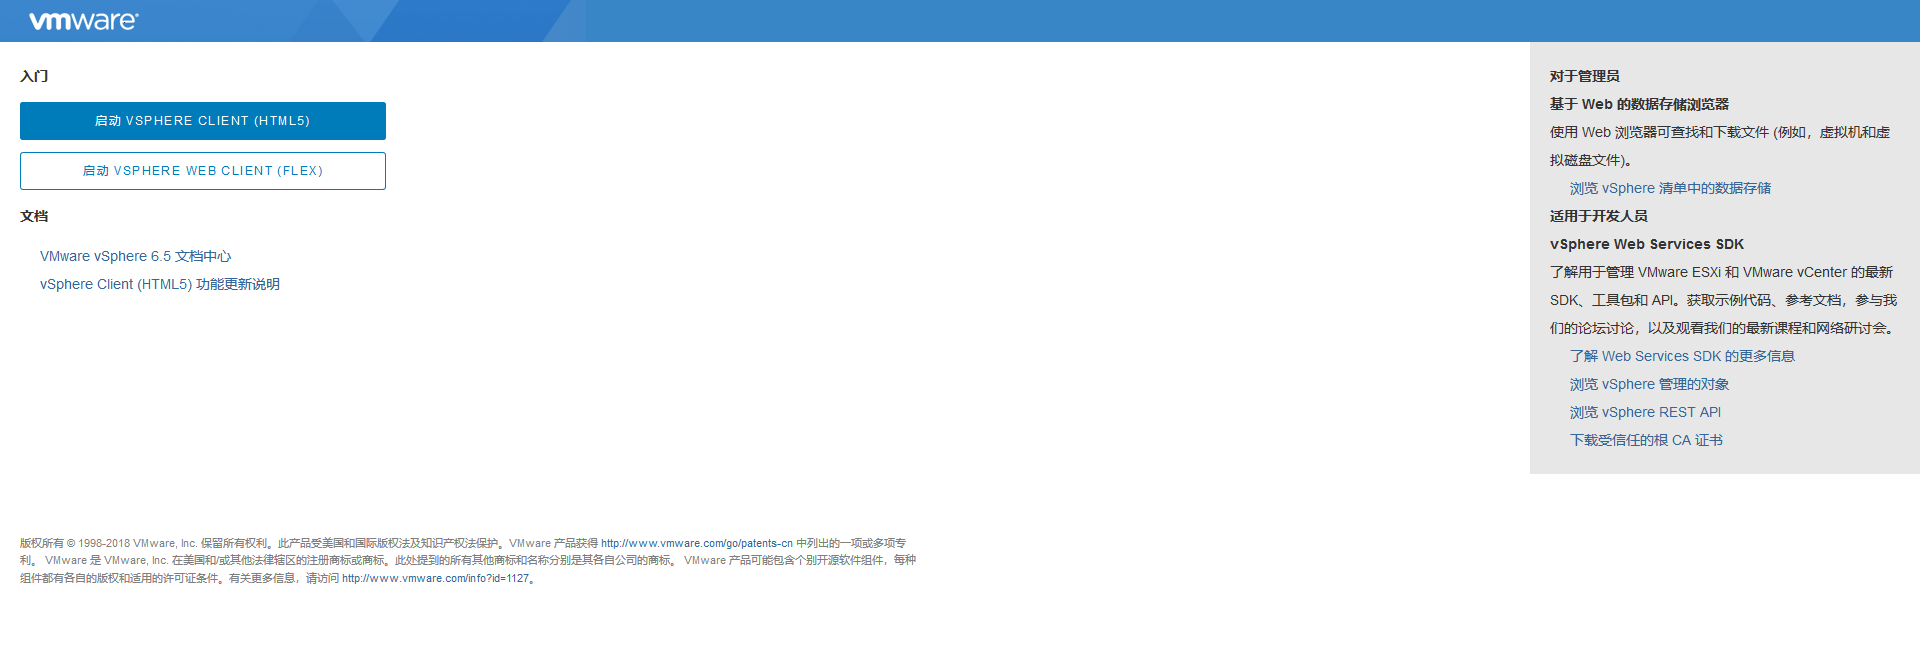 vmware®
入门
启动 VSPHERE CLIENT (HTML5)
启动 VSPHERE WEB CLIENT (FLEX)
文档
VMware vSphere 6.5 文档中心
vSphere Client (HTML5) 功能更新说明
对于管理员
基于 Web 的数据存储浏览器
使用 Web 浏览器可查找和下载文件 (例如，虚拟机和虚
拟磁盘文件)。
浏览 vSphere 清单中的数据存储
适用于开发人员
vSphere Web Services SDK
了解用于管理 VMware ESXi 和 VMware vCenter 的最新
SDK、工具包和 API。获取示例代码、参考文档，参与我
们的论坛讨论，以及观看我们的最新课程和网络研讨会。
了解 Web Services SDK 的更多信息
浏览 vSphere 管理的对象
浏览 vSphere REST API
下载受信任的根 CA 证书
版权所有 © 1998-2018 VMware, Inc. 保留所有权利。此产品受美国和国际版权法及知识产权法保护。VMware 产品获得 http://www.vmware.com/go/patents-cn 中列出的一项或多项专
利。 VMware 是 VMware, Inc. 在美国和/或其他法律辖区的注册商标或商标。此处提到的所有其他商标和名称分别是其各自公司的商标。 VMware 产品可能包含个别开源软件组件，每种
组件都有各自的版权和适用的许可证条件。有关更多信息，请访问 http://www.vmware.com/info?id=1127。